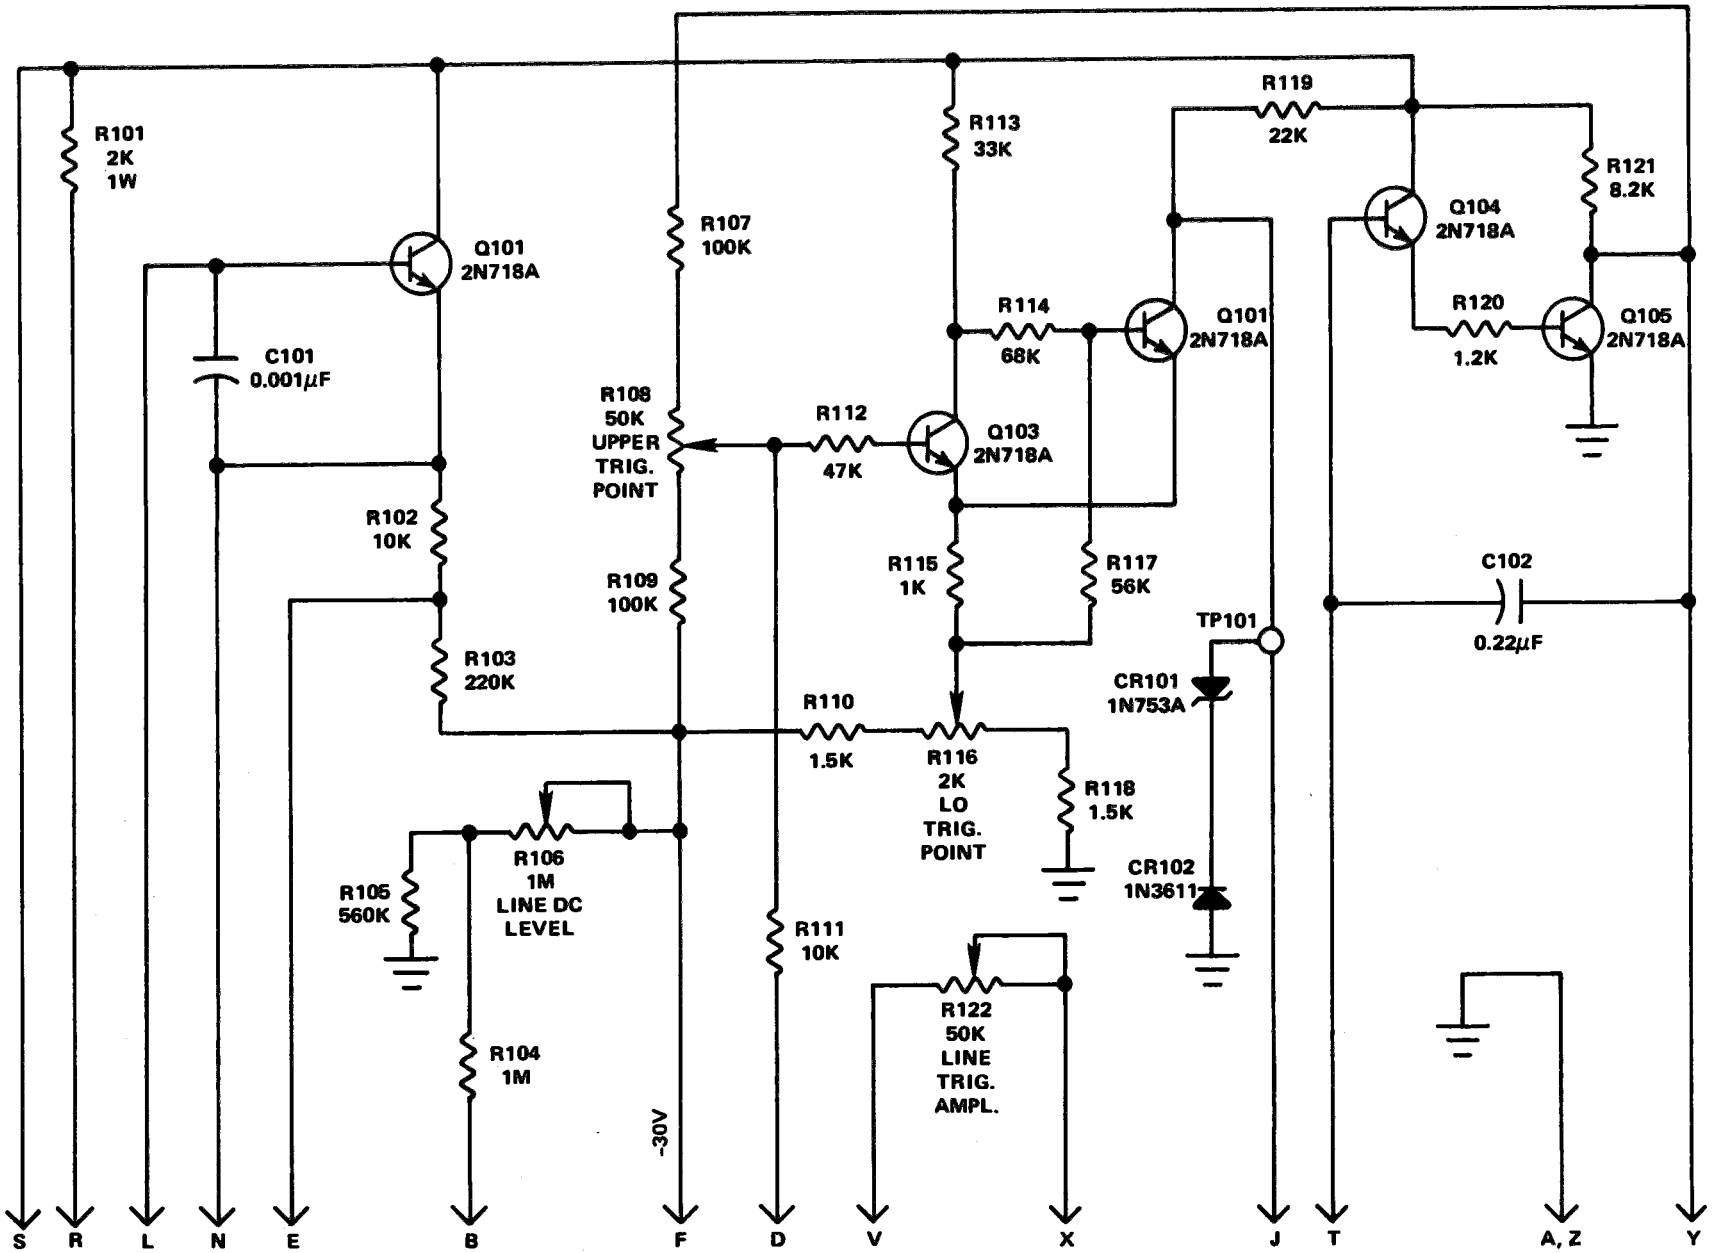 R101
2K
1W
Q101
2N718A
C101
0.001µF
R102
10K
R103
220K
R107
100K
R108
50K
UPPER
TRIG.
POINT
R109
100K
R112
47K
R113
33K
R114
68K
Q103
2N718A
Q101
2N718A
R119
22K
R121
8.2K
Q104
2N718A
R120
1.2K
Q105
2N718A
R115
1K
R117
56K
C102
0.22µF
TP101
CR101
1N753A
R110
1.5K
R116
2K
LO
TRIG.
POINT
R118
1.5K
CR102
1N3611
R106
1M
LINE DC
LEVEL
R105
560K
R104
1M
R111
10K
R122
50K
LINE
TRIG.
AMPL.
-30V
S
R
L
N
E
B
F
D
V
X
J
T
A, Z
Y